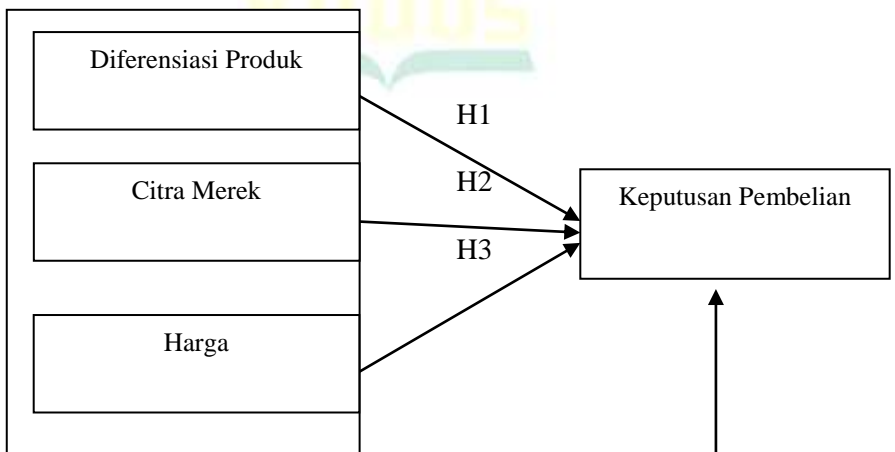 Diferensiasi Produk
H1
Citra Merek
H2
Keputusan Pembelian
H3
Harga